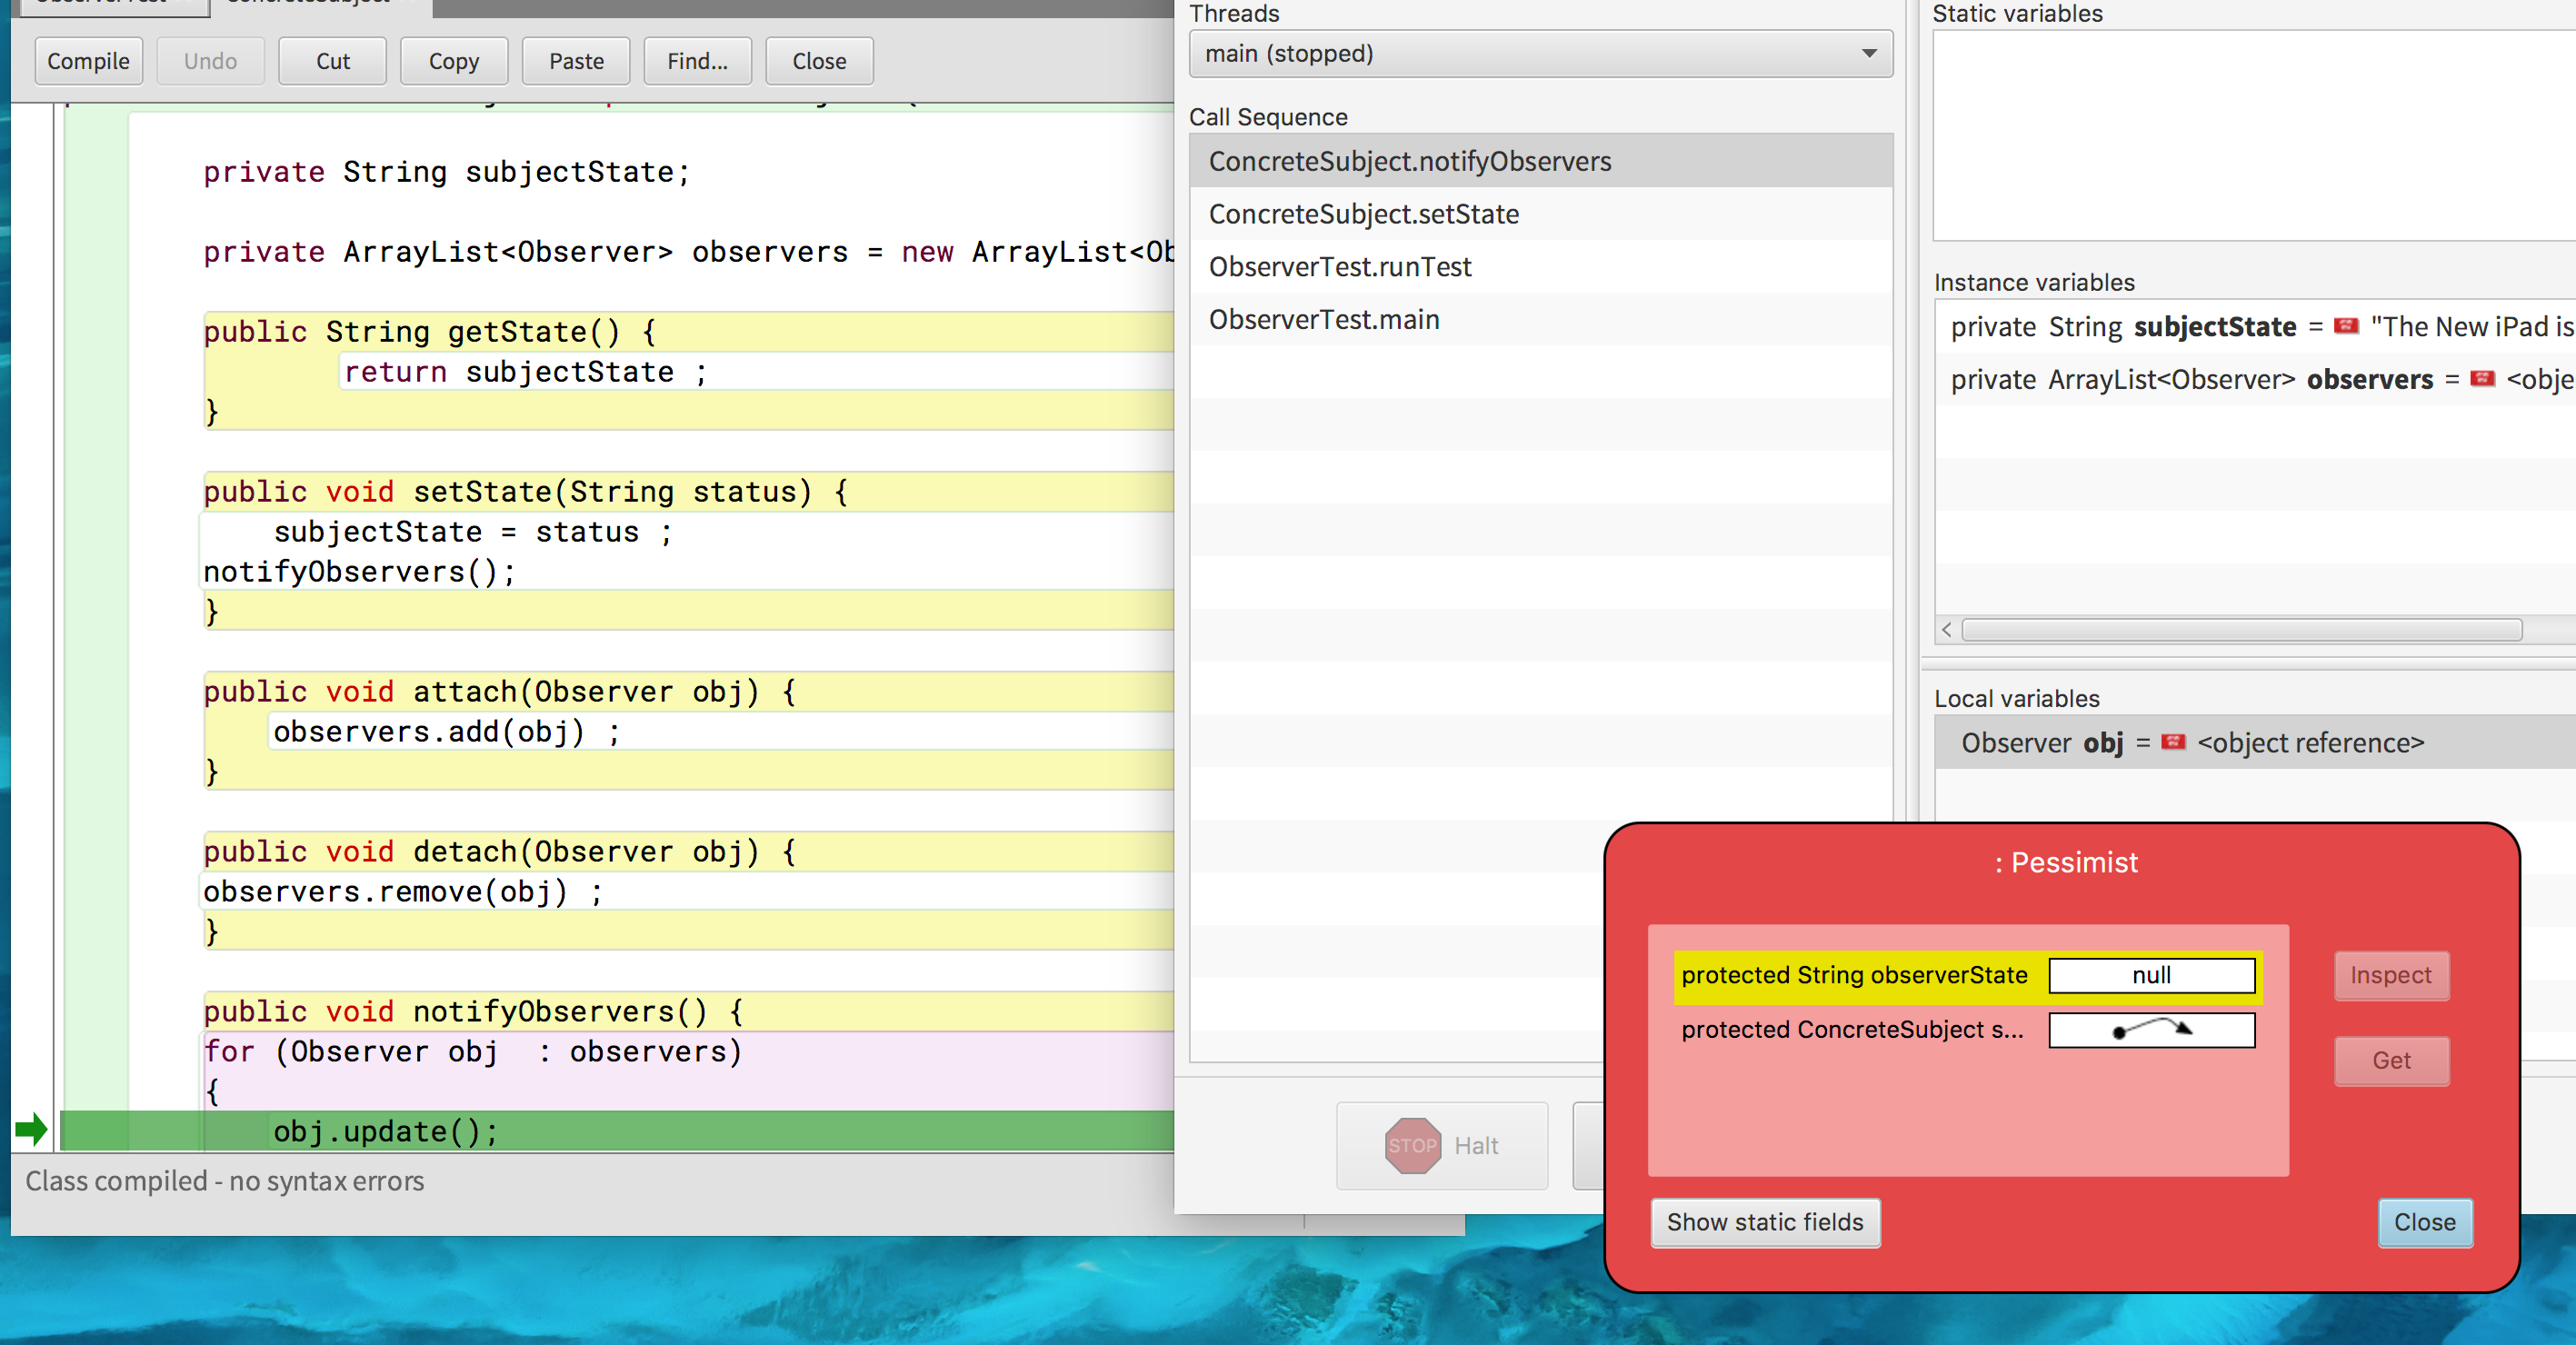 Compile Undo Cut Copy Paste Find... Close
private String subjectState;
private ArrayList<Observer> observers = new ArrayList<Ob
public String getState() {
return subjectState ;
}
public void setState(String status) {
subjectState = status ;
notifyObservers();
}
public void attach(Observer obj) {
observers.add(obj) ;
}
public void detach(Observer obj) {
observers.remove(obj) ;
}
public void notifyObservers() {
for (Observer obj  : observers)
{
obj.update();
Class compiled - no syntax errors
Threads
main (stopped)
Call Sequence
ConcreteSubject.notifyObservers
ConcreteSubject.setState
ObserverTest.runTest
ObserverTest.main
STOP Halt
Static variables
Instance variables
private String subjectState = "The New iPad is
private ArrayList<Observer> observers = <obje
Local variables
Observer obj = <object reference>
: Pessimist
protected String observerState null
protected ConcreteSubject s...
Inspect
Get
Show static fields
Close